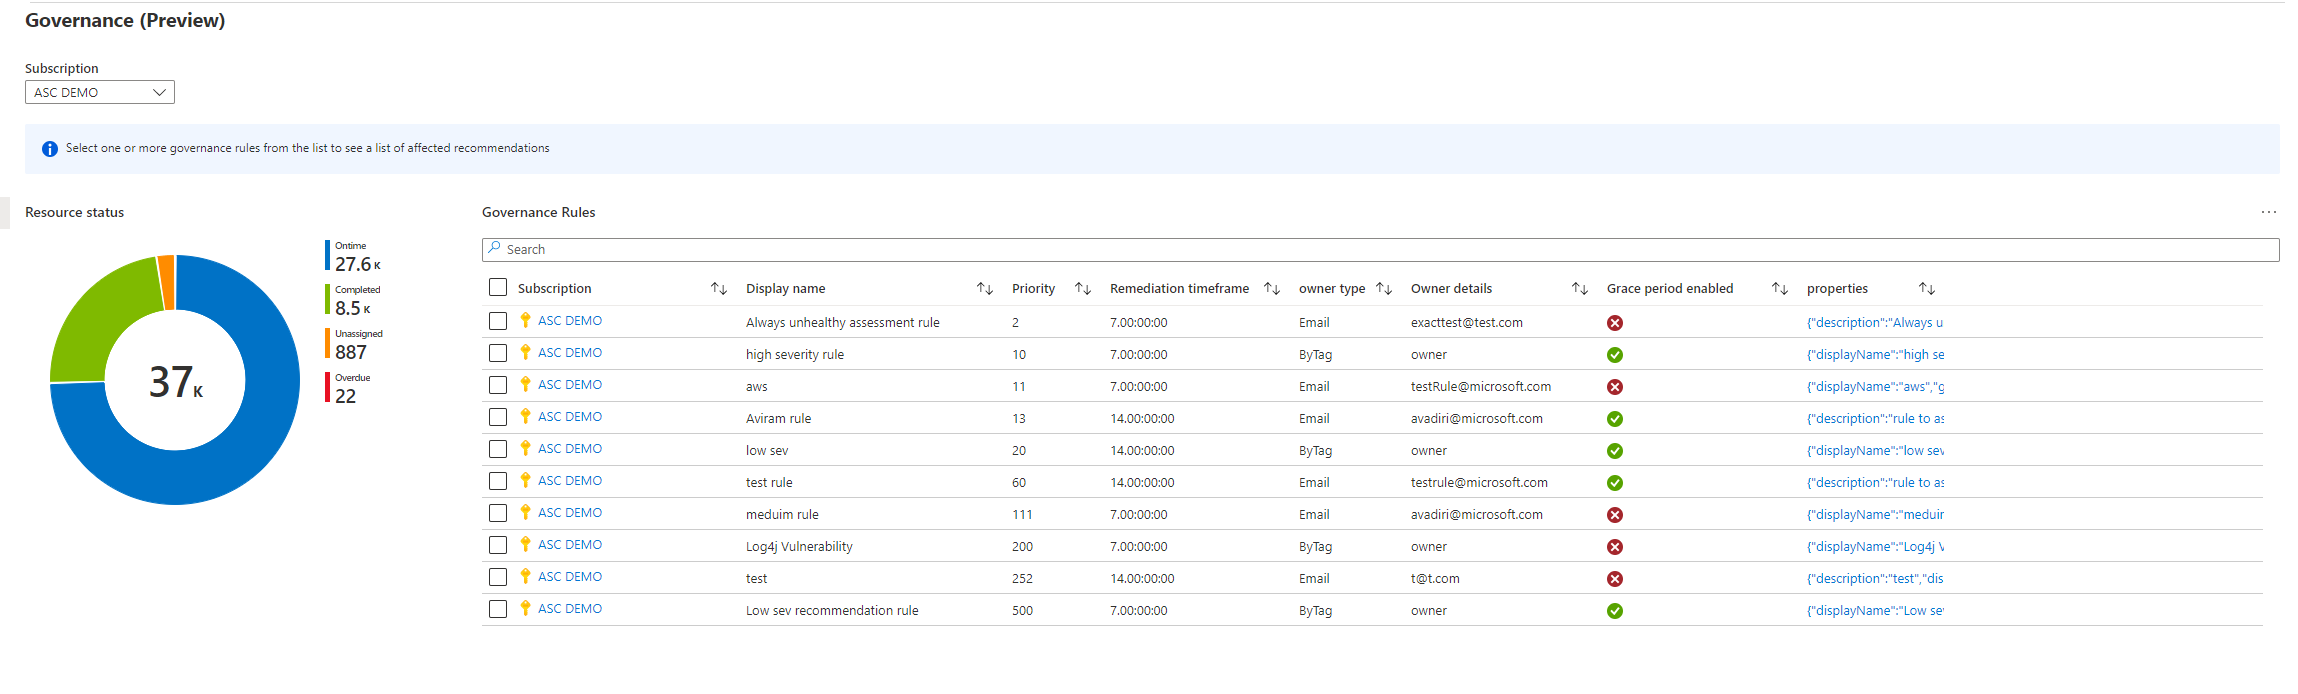 Governance (Preview)
Subscription
ASC DEMO
Select one or more governance rules from the list to see a list of affected recommendations
Resource status
Ontime
27.6 K
Completed
8.5 K
Unassigned
887
Overdue
22
37 K
Governance Rules
Search
Subscription Display name Priority Remediation timeframe owner type Owner details Grace period enabled properties
ASC DEMO Always unhealthy assessment rule 2 7.00:00:00 Email exacttest@test.com {"description":"Always u
ASC DEMO high severity rule 10 7.00:00:00 ByTag owner {"displayName":"high se
ASC DEMO aws 11 7.00:00:00 Email testRule@microsoft.com {"displayName":"aws","g
ASC DEMO Aviram rule 13 14.00:00:00 Email avadiri@microsoft.com {"description":"rule to as
ASC DEMO low sev 20 14.00:00:00 ByTag owner {"displayName":"low sev
ASC DEMO test rule 60 14.00:00:00 Email testrule@microsoft.com {"description":"rule to as
ASC DEMO meduim rule 111 7.00:00:00 Email avadiri@microsoft.com {"displayName":"meduin
ASC DEMO Log4j Vulnerability 200 7.00:00:00 ByTag owner {"displayName":"Log4j V
ASC DEMO test 252 14.00:00:00 Email t@t.com {"description":"test","dis
ASC DEMO Low sev recommendation rule 500 7.00:00:00 ByTag owner {"displayName":"Low se